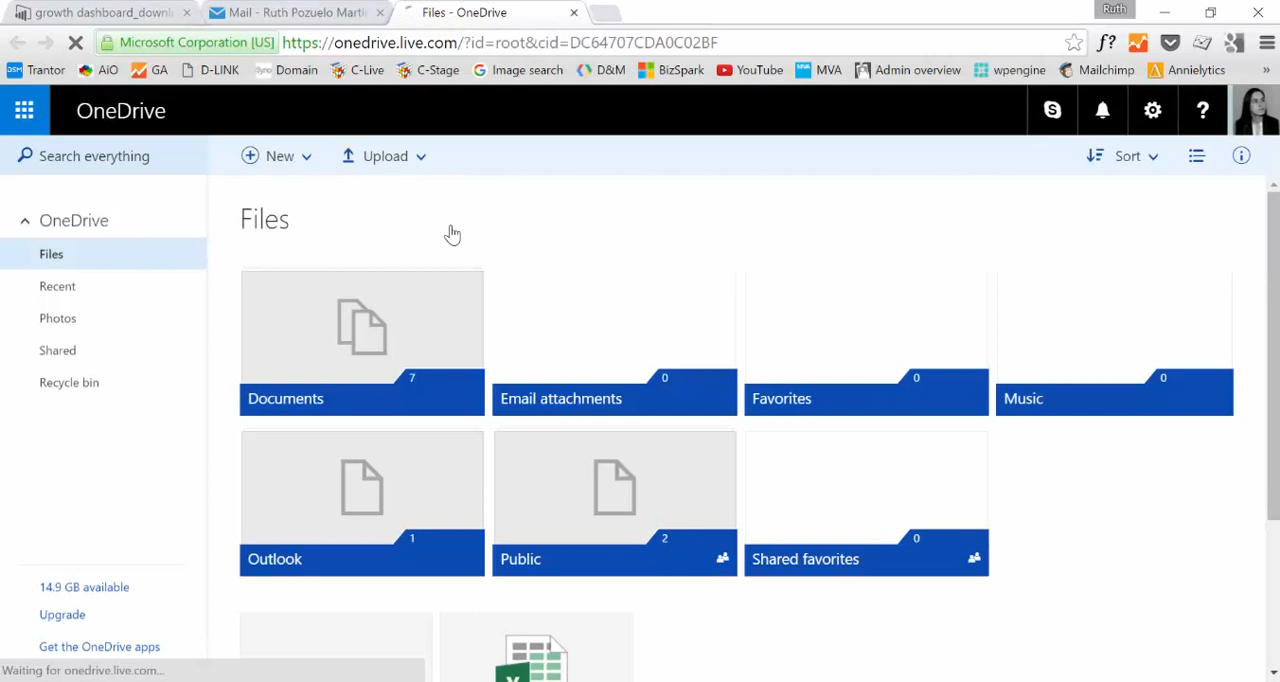 growth dashboard_downl
Mail - Ruth Pozuelo Marti
Files - OneDrive
Ruth
Microsoft Corporation [US]
https://onedrive.live.com/?id=root&cid=DC64707CDA0C02BF
f?
DSM Trantor
AiO
GA
D-LINK
Domain
C-Live
C-Stage
Image search
D&M
BizSpark
YouTube
MVA MVA
Admin overview
wpengine
Mailchimp
Annielytics
»
OneDrive
?
Search everything
New
Upload
Sort
OneDrive
Files
Recent
Photos
Shared
Recycle bin
14.9 GB available
Upgrade
Get the OneDrive apps
Files
7
Documents
0
Email attachments
0
Favorites
0
Music
1
Outlook
2
Public
0
Shared favorites
X
Waiting for onedrive.live.com...